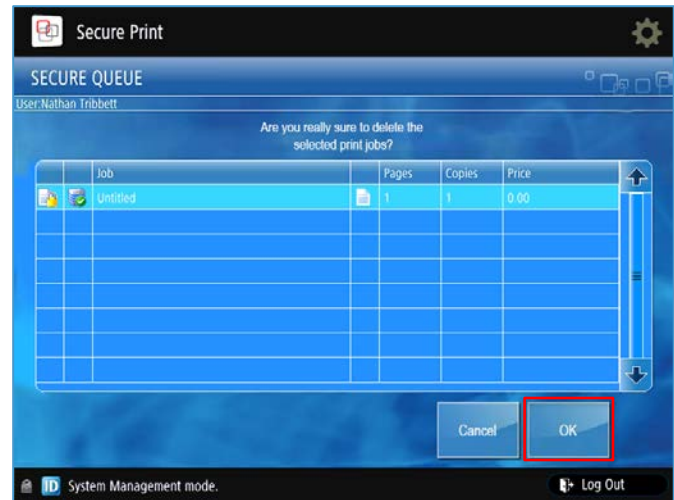 Secure Print
SECURE QUEUE
User:Nathan Tribbett
Are you really sure to delete the
selected print jobs?
Job Pages Copies Price
Untitled 1 1 0.00
Cancel OK
ID System Management mode. Log Out